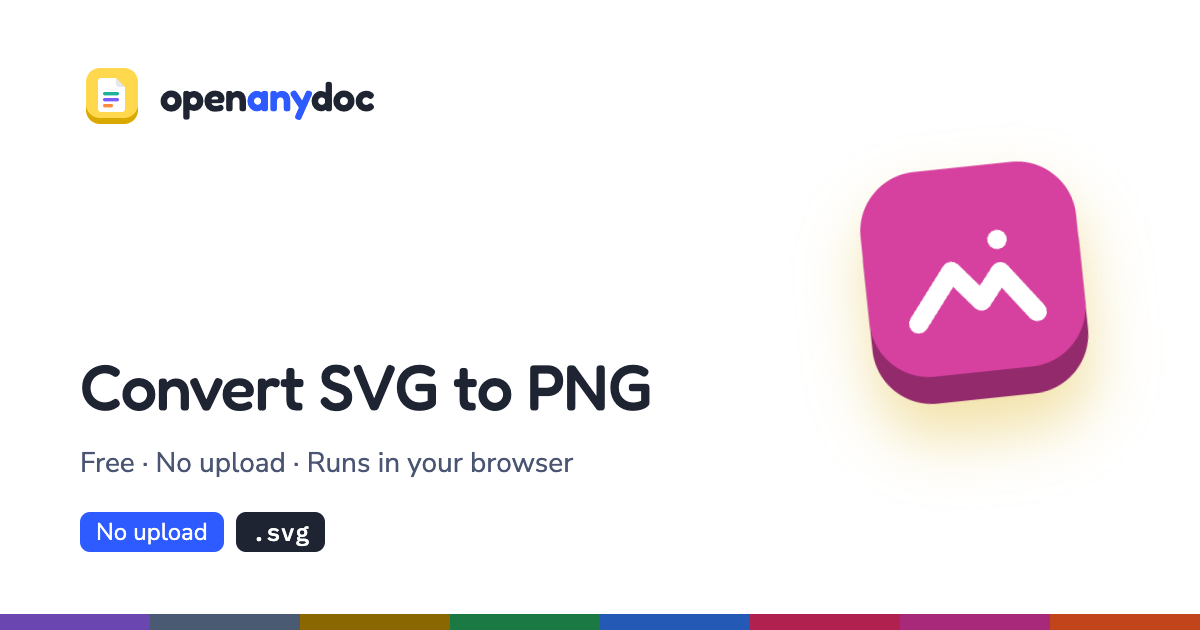 openanydoc
Convert SVG to PNG
Free · No upload · Runs in your browser
No upload
.svg